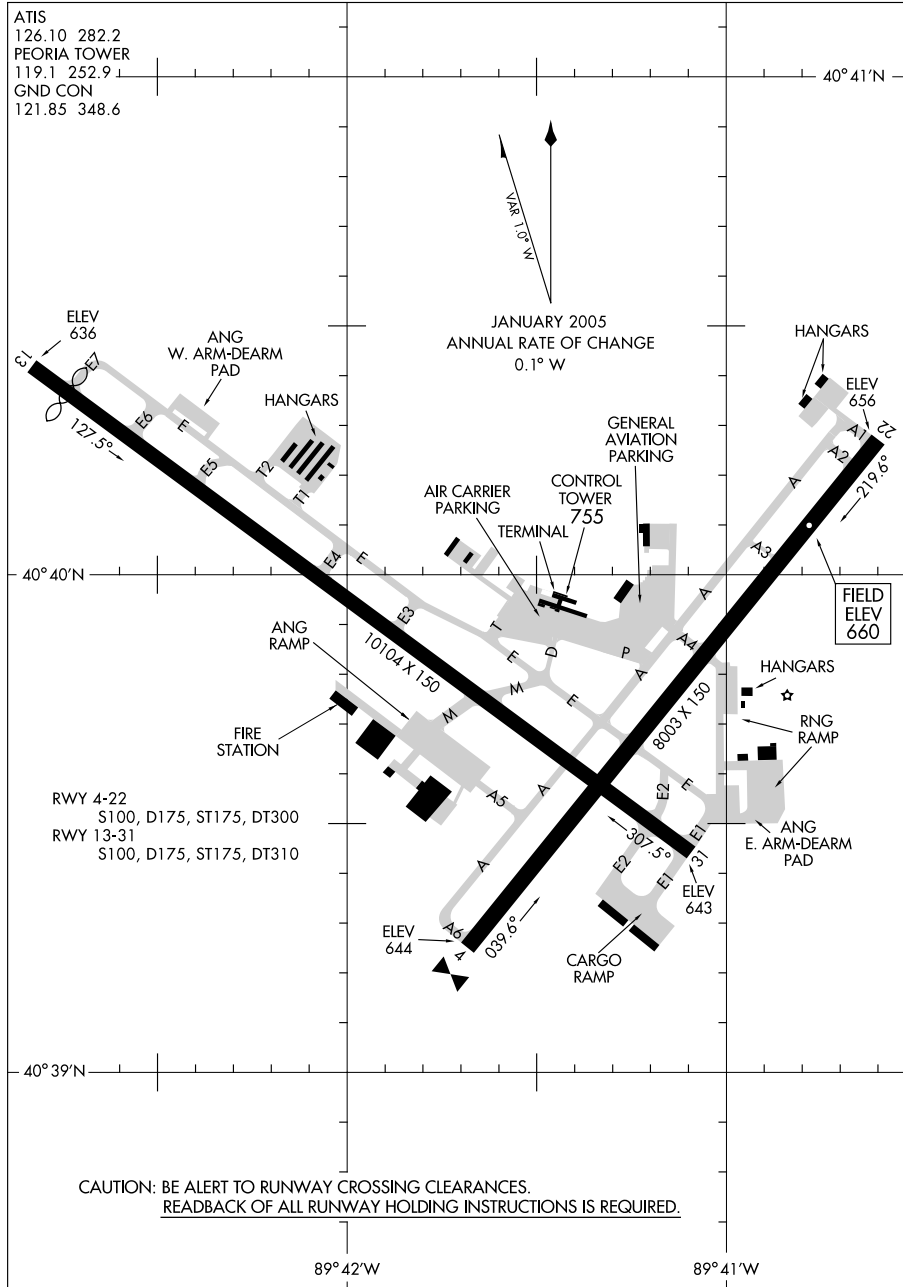 ATIS
126.10 282.2
PEORIA TOWER
119.1 252.9
GND CON
121.85 348.6
40°41'N
VAR 1.0° W
JANUARY 2005
ANNUAL RATE OF CHANGE
0.1° W
ELEV
636
13
E7
ANG
W. ARM-DEARM
PAD
HANGARS
127.5°
E6
E
E5
T2
T1
E4
E
E3
HANGARS
ELEV
656
22
A1
A2
219.6°
A
A3
GENERAL
AVIATION
PARKING
CONTROL
TOWER
755
AIR CARRIER
PARKING
TERMINAL
40°40'N
FIELD
ELEV
660
A
A4
T
D
P
A
E
10104 X 150
ANG
RAMP
M
M
E
8003 X 150
HANGARS
RNG
RAMP
FIRE
STATION
RWY 4-22
S100, D175, ST175, DT300
RWY 13-31
S100, D175, ST175, DT310
A5
A
A
E2
E
E1
307.5°
31
ANG
E. ARM-DEARM
PAD
E2
E1
ELEV
643
ELEV
644
A6
4
039.6°
CARGO
RAMP
40°39'N
CAUTION: BE ALERT TO RUNWAY CROSSING CLEARANCES.
READBACK OF ALL RUNWAY HOLDING INSTRUCTIONS IS REQUIRED.
89°42'W
89°41'W